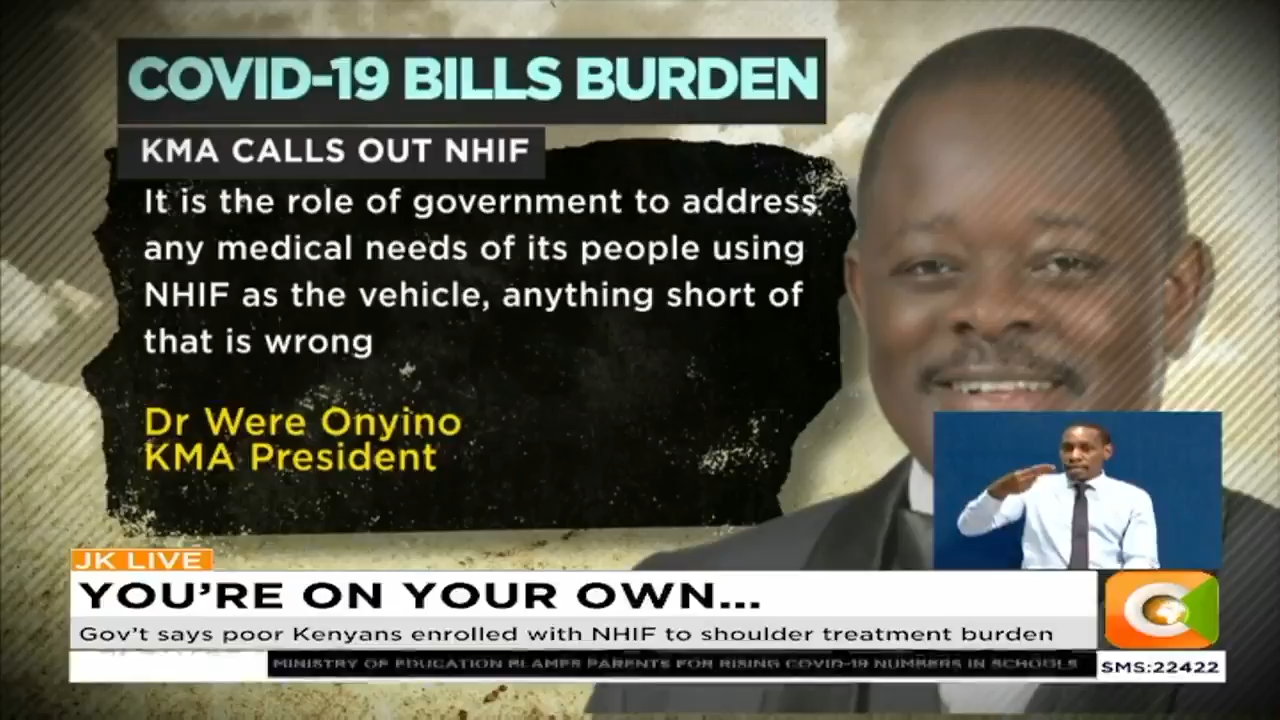 COVID-19 BILLS BURDEN
KMA CALLS OUT NHIF
It is the role of government to address
any medical needs of its people using
NHIF as the vehicle, anything short of
that is wrong
Dr Were Onyino
KMA President
JK LIVE
YOU'RE ON YOUR OWN...
Gov't says poor Kenyans enrolled with NHIF to shoulder treatment burden
MINISTRY OF EDUCATION BLAMES PARENTS FOR RISING COVID-19 NUMBERS IN SCHOOLS
SMS:22422